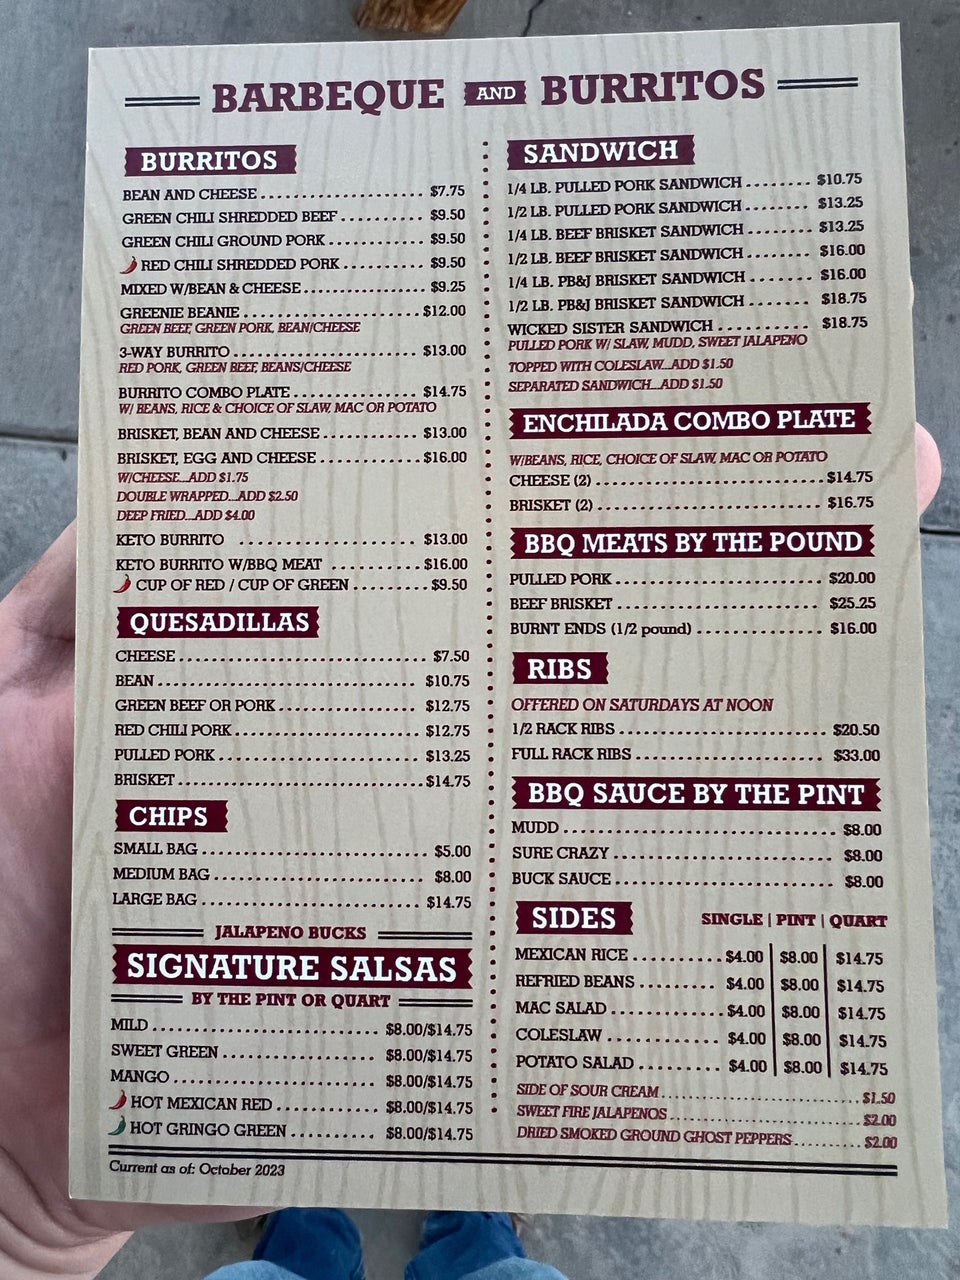 BARBEQUE AND BURRITOS
BURRITOS
BEAN AND CHEESE $7.75
GREEN CHILI SHREDDED BEEF $9.50
GREEN CHILI GROUND PORK $9.50
RED CHILI SHREDDED PORK $9.50
MIXED W/BEAN & CHEESE $9.25
GREENIE BEANIE $12.00
GREEN BEEF, GREEN PORK, BEAN/CHEESE
3-WAY BURRITO $13.00
RED PORK, GREEN BEEF, BEANS/CHEESE
BURRITO COMBO PLATE $14.75
W/ BEANS, RICE & CHOICE OF SLAW, MAC OR POTATO
BRISKET, BEAN AND CHEESE $13.00
BRISKET, EGG AND CHEESE $16.00
W/CHEESE...ADD $1.75
DOUBLE WRAPPED...ADD $2.50
DEEP FRIED...ADD $4.00
KETO BURRITO $13.00
KETO BURRITO W/BBQ MEAT $16.00
CUP OF RED / CUP OF GREEN $9.50
QUESADILLAS
CHEESE $7.50
BEAN $10.75
GREEN BEEF OR PORK $12.75
RED CHILI PORK $12.75
PULLED PORK $13.25
BRISKET $14.75
CHIPS
SMALL BAG $5.00
MEDIUM BAG $8.00
LARGE BAG $14.75
JALAPENO BUCKS
SIGNATURE SALSAS
BY THE PINT OR QUART
MILD $8.00/$14.75
SWEET GREEN $8.00/$14.75
MANGO $8.00/$14.75
HOT MEXICAN RED $8.00/$14.75
HOT GRINGO GREEN $8.00/$14.75
SANDWICH
1/4 LB. PULLED PORK SANDWICH $10.75
1/2 LB. PULLED PORK SANDWICH $13.25
1/4 LB. BEEF BRISKET SANDWICH $13.25
1/2 LB. BEEF BRISKET SANDWICH $16.00
1/4 LB. PB&J BRISKET SANDWICH $16.00
1/2 LB. PB&J BRISKET SANDWICH $18.75
WICKED SISTER SANDWICH $18.75
PULLED PORK W/ SLAW, MUDD, SWEET JALAPENO
TOPPED WITH COLESLAW...ADD $1.50
SEPARATED SANDWICH...ADD $1.50
ENCHILADA COMBO PLATE
W/BEANS, RICE, CHOICE OF SLAW, MAC OR POTATO
CHEESE (2) $14.75
BRISKET (2) $16.75
BBQ MEATS BY THE POUND
PULLED PORK $20.00
BEEF BRISKET $25.25
BURNT ENDS (1/2 pound) $16.00
RIBS
OFFERED ON SATURDAYS AT NOON
1/2 RACK RIBS $20.50
FULL RACK RIBS $33.00
BBQ SAUCE BY THE PINT
MUDD $8.00
SURE CRAZY $8.00
BUCK SAUCE $8.00
SIDES SINGLE | PINT | QUART
MEXICAN RICE $4.00 $8.00 $14.75
REFRIED BEANS $4.00 $8.00 $14.75
MAC SALAD $4.00 $8.00 $14.75
COLESLAW $4.00 $8.00 $14.75
POTATO SALAD $4.00 $8.00 $14.75
SIDE OF SOUR CREAM $1.50
SWEET FIRE JALAPENOS $2.00
DRIED SMOKED GROUND GHOST PEPPERS $2.00
Current as of: October 2023